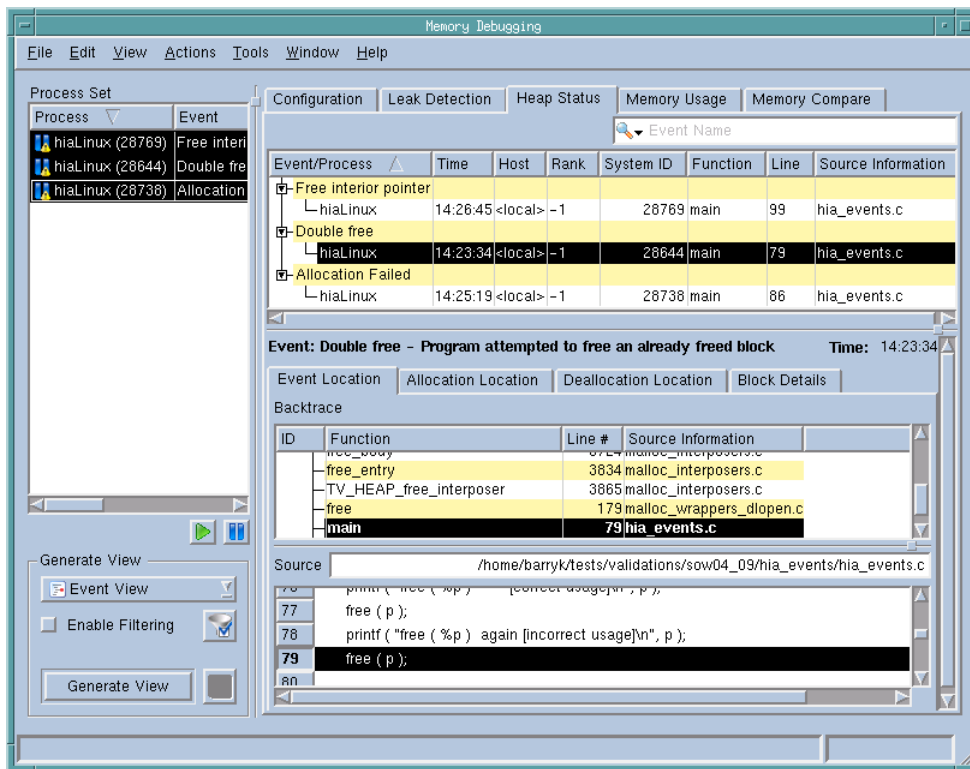 Memory Debugging
File Edit View Actions Tools Window Help
Process Set
Process Event
hiaLinux (28769) Free interi
hiaLinux (28644) Double fre
hiaLinux (28738) Allocation
Configuration Leak Detection Heap Status Memory Usage Memory Compare
Event Name
Event/Process Time Host Rank System ID Function Line Source Information
Free interior pointer
hiaLinux 14:26:45 <local> -1 28769 main 99 hia_events.c
Double free
hiaLinux 14:23:34 <local> -1 28644 main 79 hia_events.c
Allocation Failed
hiaLinux 14:25:19 <local> -1 28738 main 86 hia_events.c
Event: Double free - Program attempted to free an already freed block Time: 14:23:34
Event Location Allocation Location Deallocation Location Block Details
Backtrace
ID Function Line # Source Information
free_body malloc_interposers.c
free_entry 3834 malloc_interposers.c
TV_HEAP_free_interposer 3865 malloc_interposers.c
free 179 malloc_wrappers_dlopen.c
main 79 hia_events.c
Source /home/barryk/tests/validations/sow04_09/hia_events/hia_events.c
printf ( "free ( %p ) [correct usage]\n", p );
77 free ( p );
78 printf ( "free ( %p ) again [incorrect usage]\n", p );
79 free ( p );
80
Generate View
Event View
Enable Filtering
Generate View